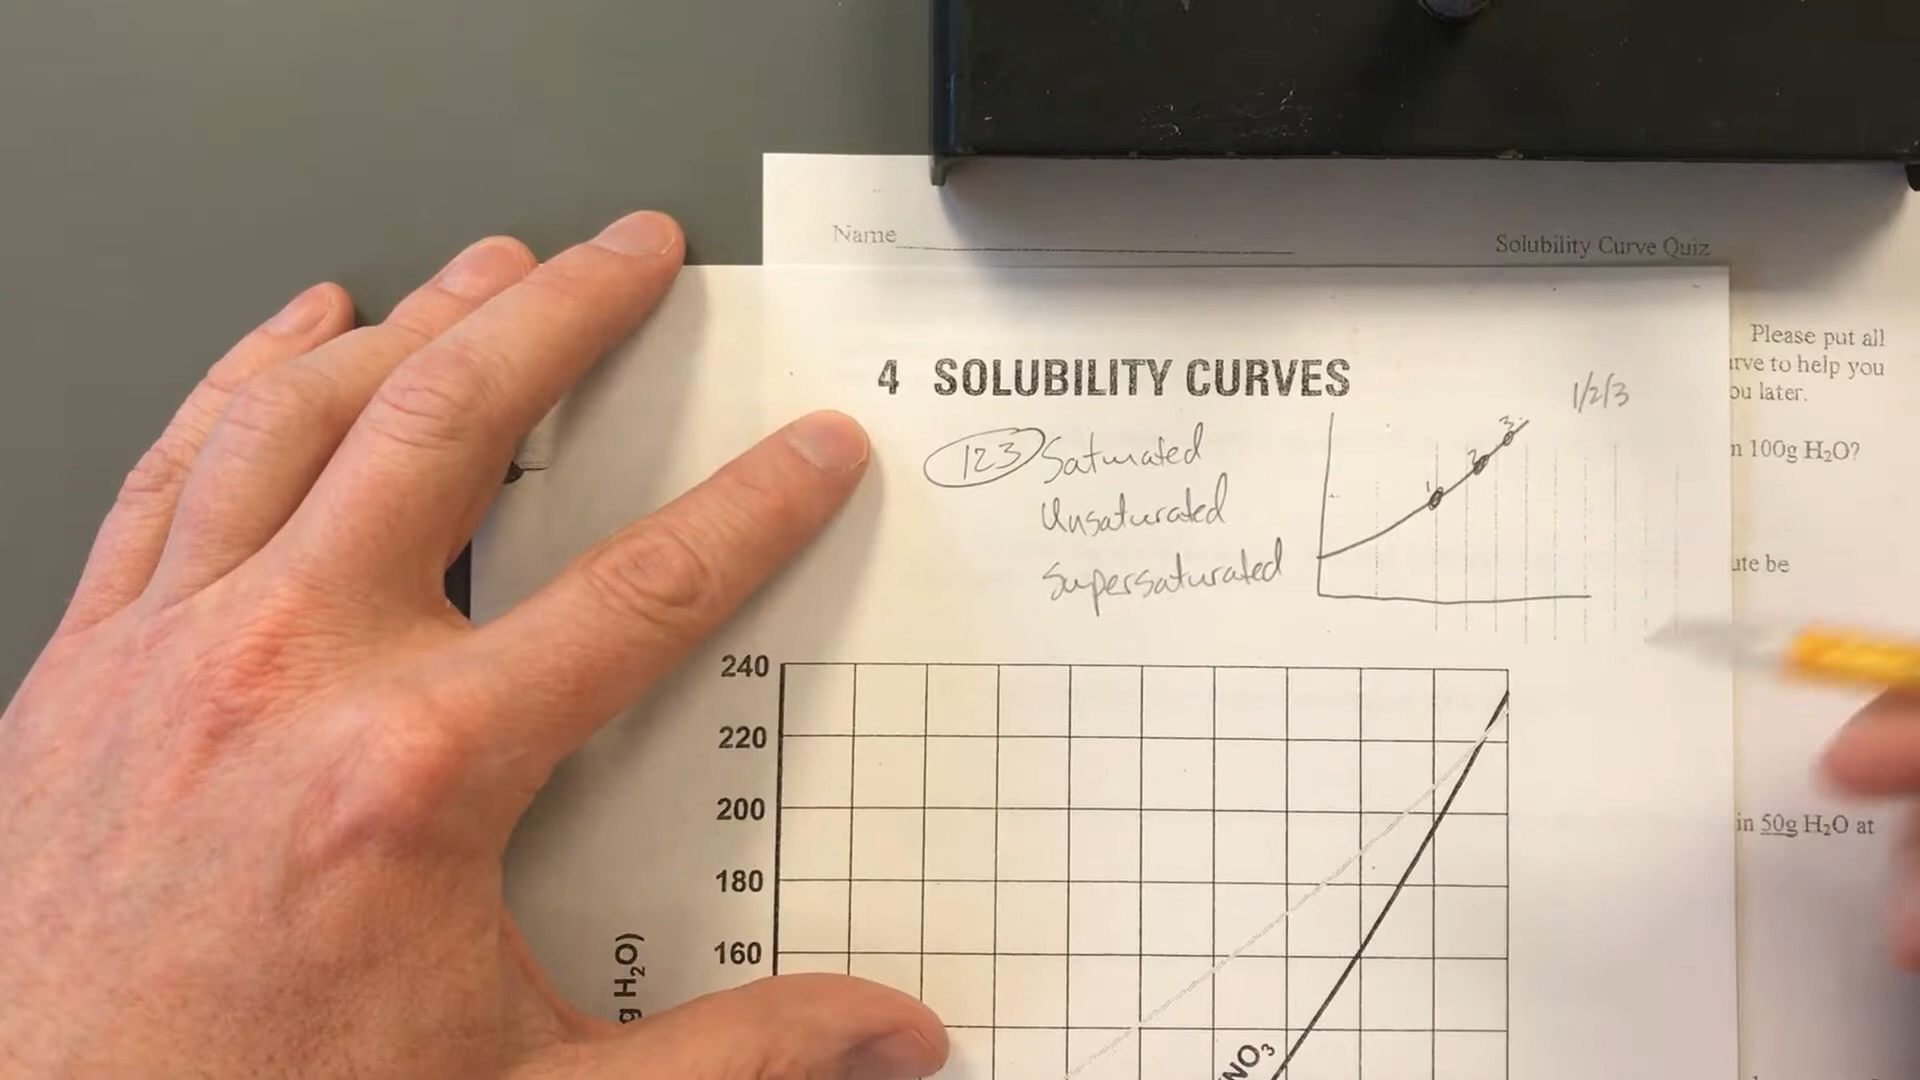 Name
Solubility Curve Quiz
Please put all
rve to help you
ou later.
n 100g H₂O?
ute be
in 50g H₂O at
4 SOLUBILITY CURVES
1/2/3
123 Saturated
Unsaturated
Supersaturated
1 2 3
240
220
200
180
160
g H₂O)
NO₃